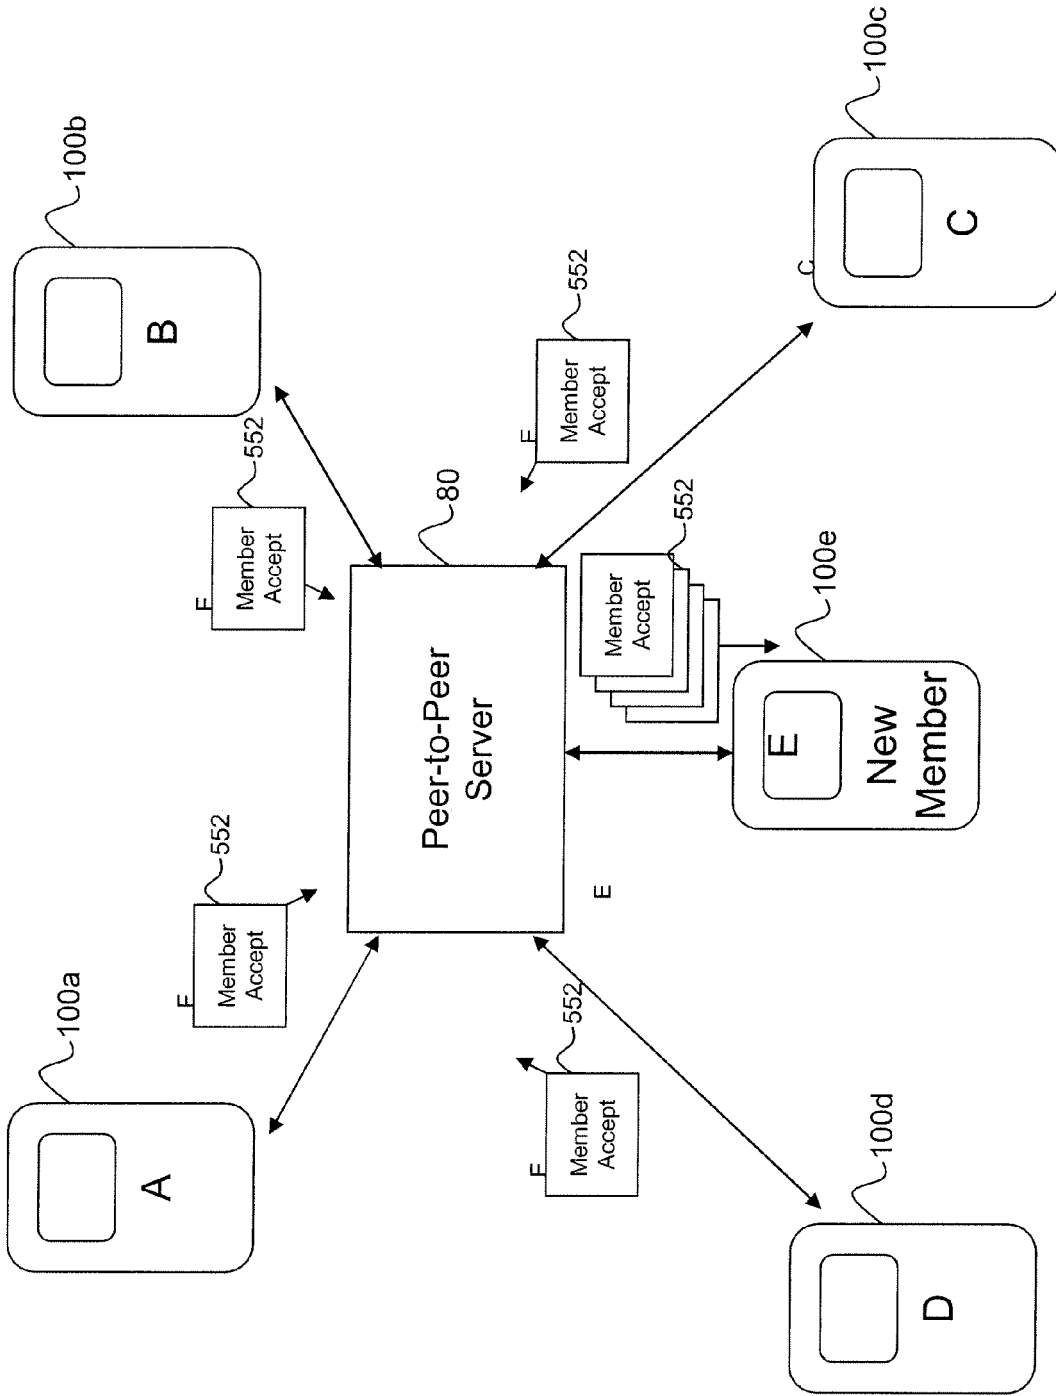 100a
100b
A
B
552
Member
Accept
552
Member
Accept
80
Peer-to-Peer
Server
552
Member
Accept
552
Member
Accept
E
552
Member
Accept
100d
100e
100c
C
D
E
New
Member
C